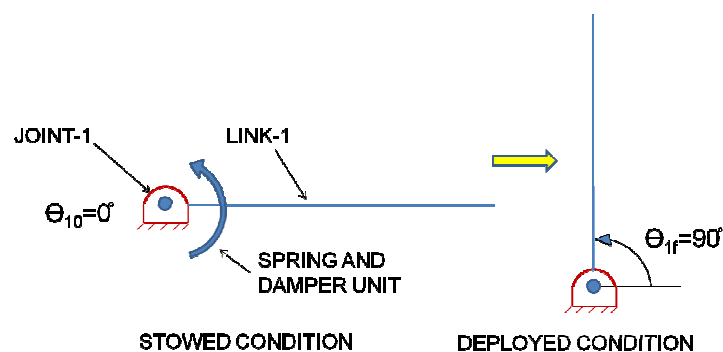 JOINT-1
LINK-1
Θ10=0°
SPRING AND
DAMPER UNIT
STOWED CONDITION
Θ1f=90°
DEPLOYED CONDITION